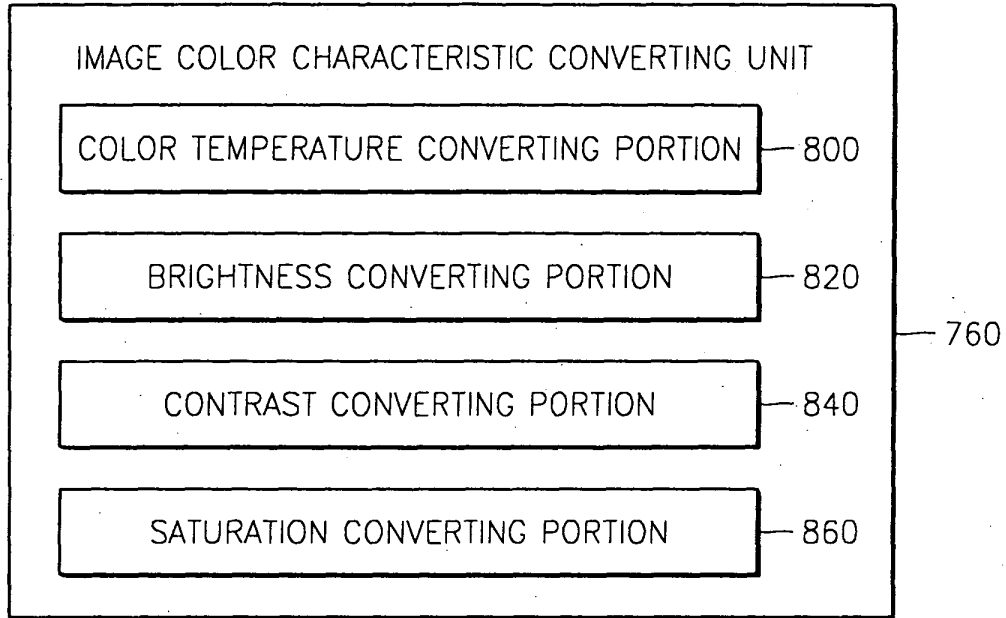 IMAGE COLOR CHARACTERISTIC CONVERTING UNIT
COLOR TEMPERATURE CONVERTING PORTION 800
BRIGHTNESS CONVERTING PORTION 820
760
CONTRAST CONVERTING PORTION 840
SATURATION CONVERTING PORTION 860